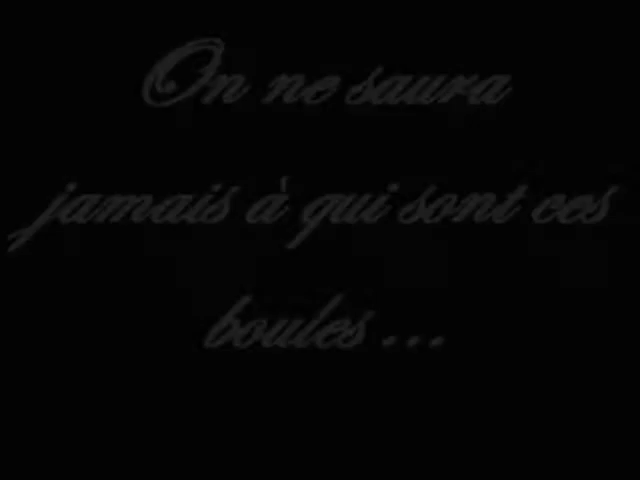 On ne saura
jamais à qui sont ces
boules ...